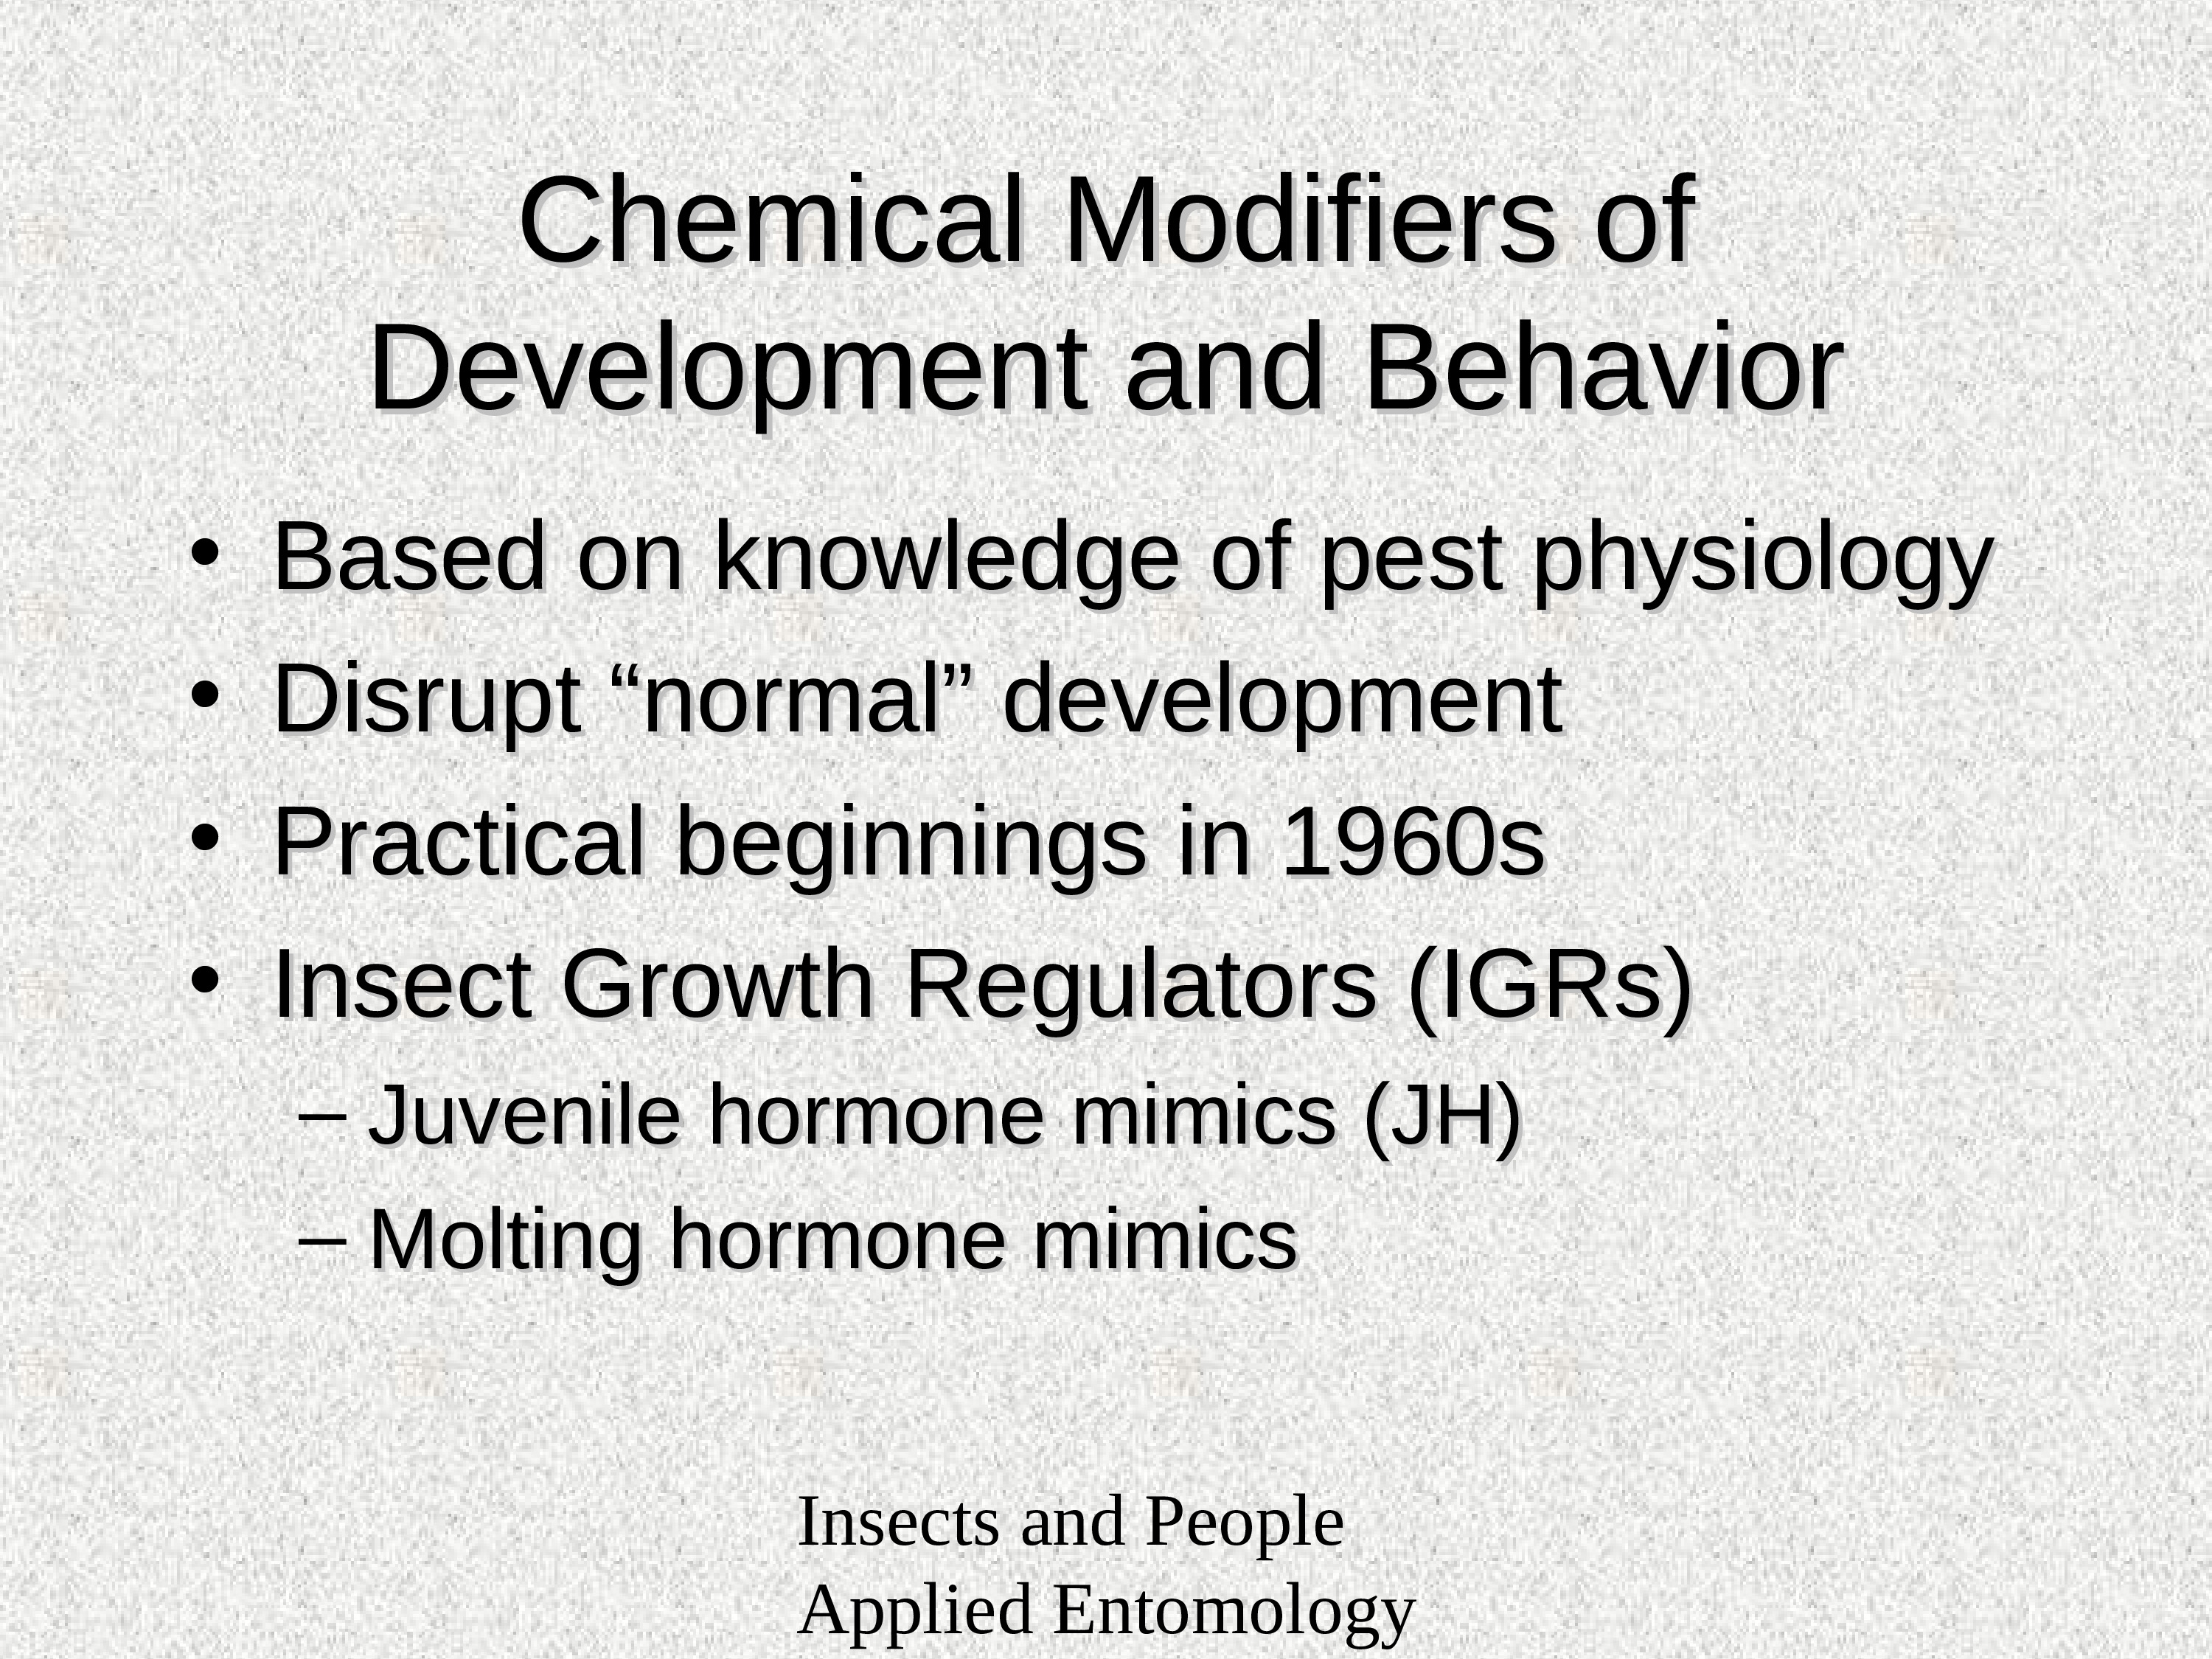 Chemical Modifiers of
Development and Behavior
• Based on knowledge of pest physiology
• Disrupt “normal” development
• Practical beginnings in 1960s
• Insect Growth Regulators (IGRs)
– Juvenile hormone mimics (JH)
– Molting hormone mimics
Insects and People
Applied Entomology